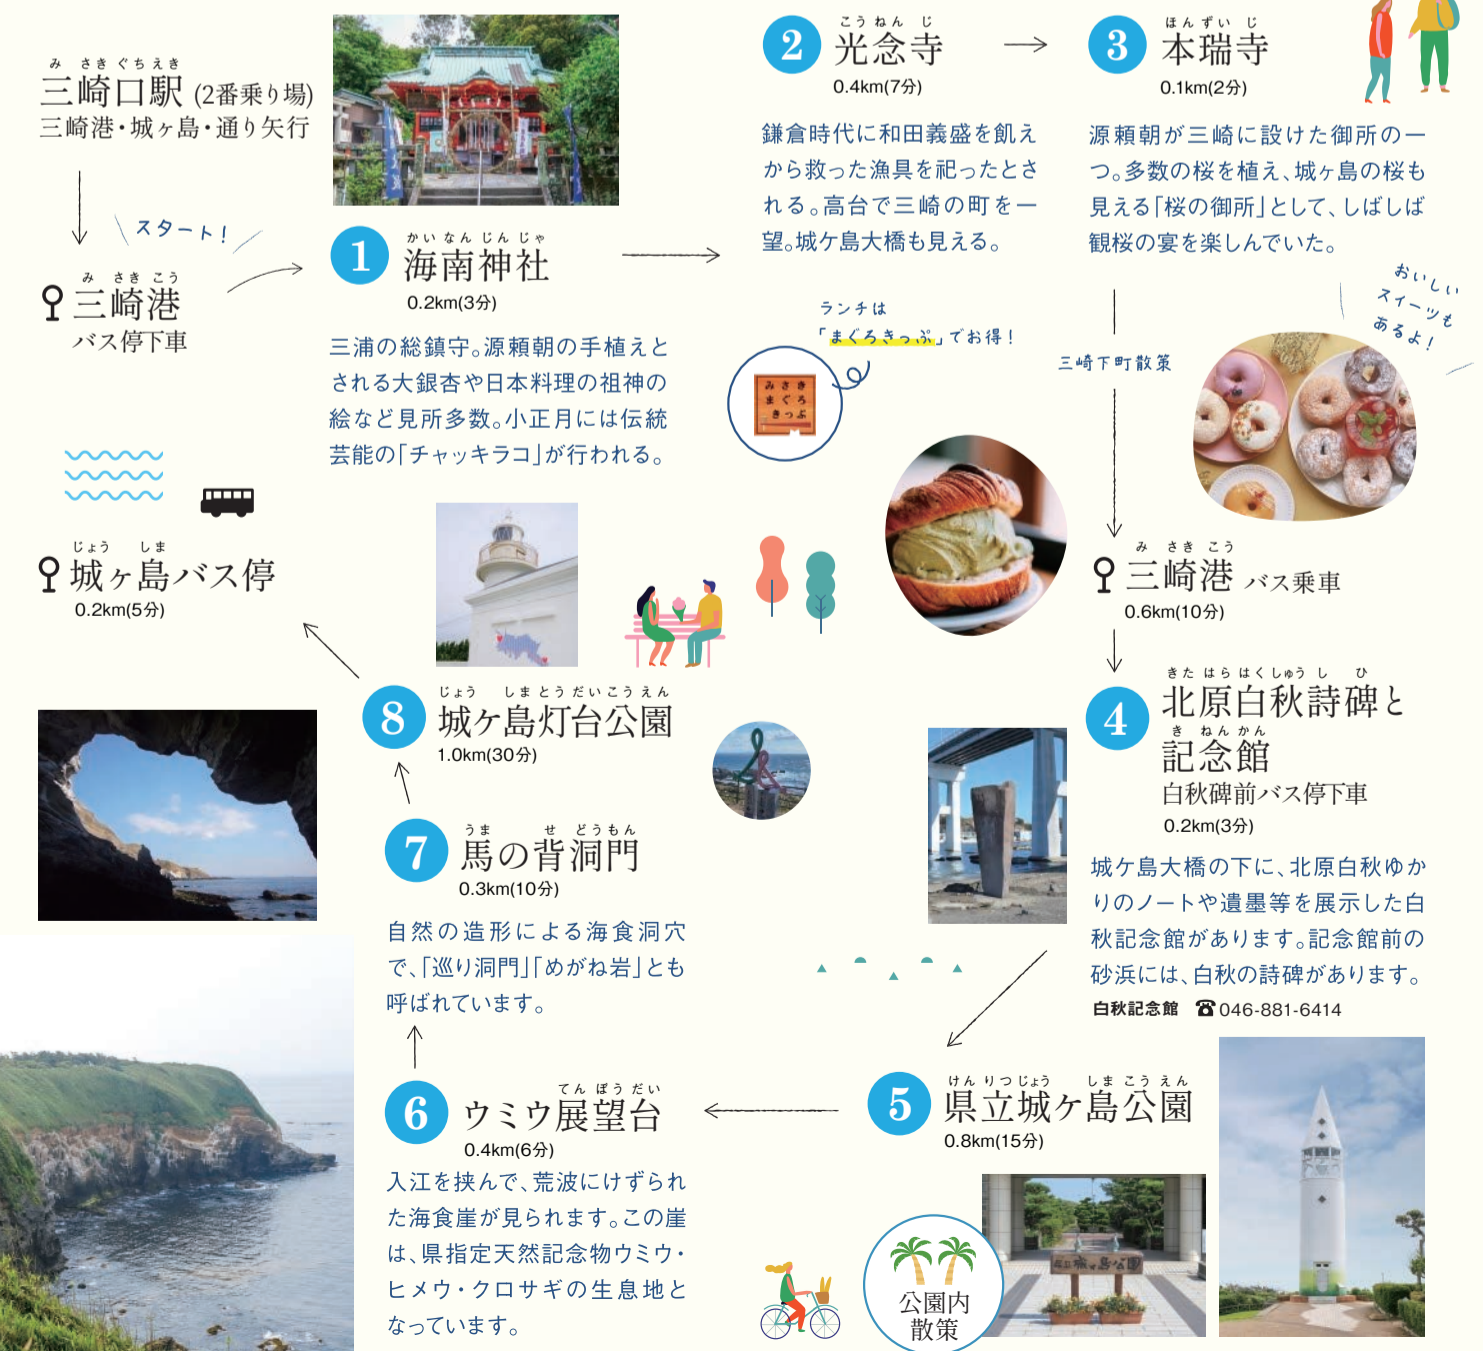 みさきぐちえき
三崎口駅 (2番乗り場)
三崎港・城ヶ島・通り矢行
スタート!
みさきこう
三崎港
バス停下車
1
かいなんじんじゃ
海南神社
0.2km(3分)
三浦の総鎮守。源頼朝の手植えと
される大銀杏や日本料理の祖神の
絵など見所多数。小正月には伝統
芸能の「チャッキラコ」が行われる。
2
こうねんじ
光念寺
0.4km(7分)
鎌倉時代に和田義盛を飢え
から救った漁具を祀ったとさ
れる。高台で三崎の町を一
望。城ケ島大橋も見える。
3
ほんずいじ
本瑞寺
0.1km(2分)
源頼朝が三崎に設けた御所の一
つ。多数の桜を植え、城ヶ島の桜も
見える「桜の御所」として、しばしば
観桜の宴を楽しんでいた。
ランチは
「まぐろきっぷ」でお得!
みさき
まぐろ
きっぷ
三崎下町散策
おいしい
スイーツも
あるよ!
みさきこう
三崎港 バス乗車
0.6km(10分)
4
きたはらはくしゅうしひ
北原白秋詩碑と
きねんかん
記念館
白秋碑前バス停下車
0.2km(3分)
城ケ島大橋の下に、北原白秋ゆか
りのノートや遺墨等を展示した白
秋記念館があります。記念館前の
砂浜には、白秋の詩碑があります。
白秋記念館 ☎046-881-6414
5
けんりつじょうしまこうえん
県立城ケ島公園
0.8km(15分)
公園内
散策
城ヶ島公園
6
てんぼうだい
ウミウ展望台
0.4km(6分)
入江を挟んで、荒波にけずられ
た海食崖が見られます。この崖
は、県指定天然記念物ウミウ・
ヒメウ・クロサギの生息地と
なっています。
7
うませどうもん
馬の背洞門
0.3km(10分)
自然の造形による海食洞穴
で、「巡り洞門」「めがね岩」とも
呼ばれています。
8
じょうしまとうだいこうえん
城ケ島灯台公園
1.0km(30分)
じょうしま
城ヶ島バス停
0.2km(5分)